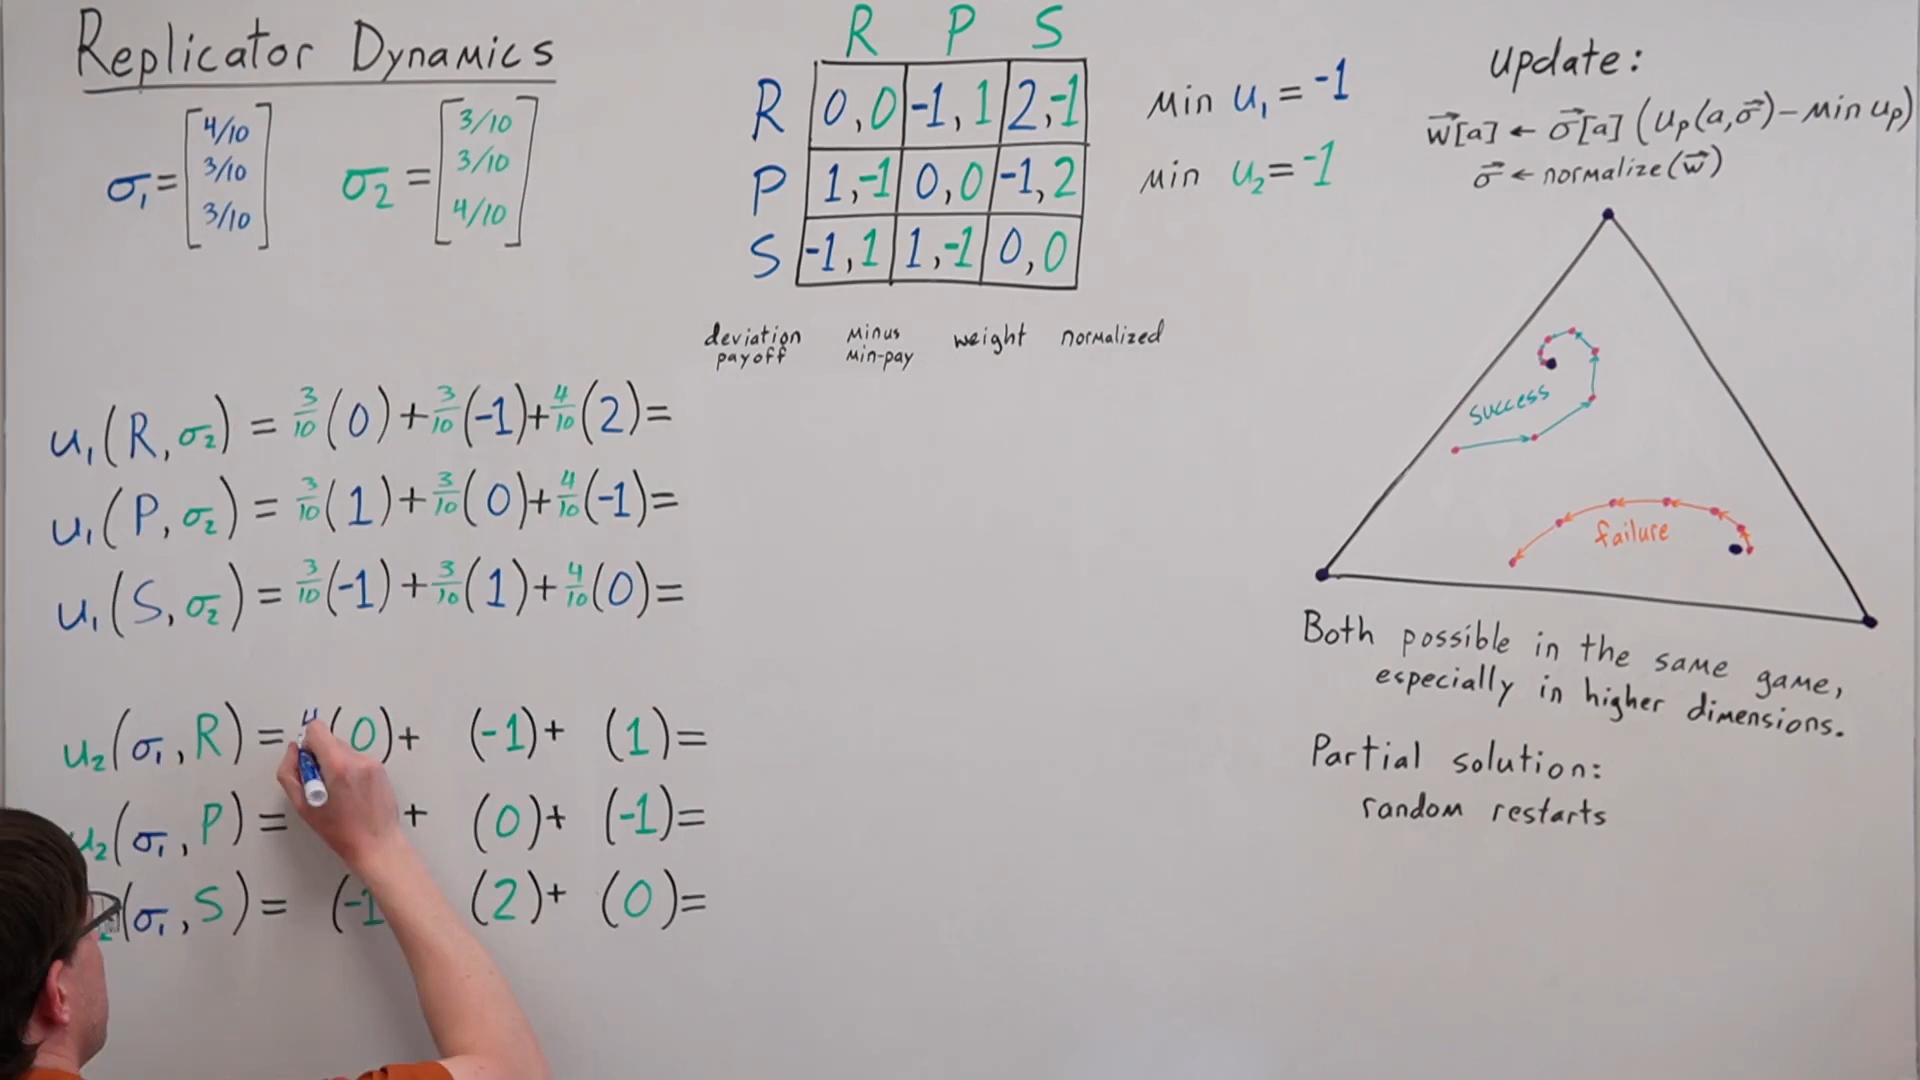 Replicator Dynamics
σ₁ = [4/10 3/10 3/10]
σ₂ = [3/10 3/10 4/10]
R P S
R 0,0 -1,1 2,-1
P 1,-1 0,0 -1,2
S -1,1 1,-1 0,0
Min u₁ = -1
Min u₂ = -1
update:
w⃗[a] ← σ⃗[a] (uₚ(a,σ⃗) - Min uₚ)
σ⃗ ← normalize(w⃗)
deviation payoff
Minus Min-pay
weight
normalized
u₁(R,σ₂) = 3/10 (0) + 3/10 (-1) + 4/10 (2) =
u₁(P,σ₂) = 3/10 (1) + 3/10 (0) + 4/10 (-1) =
u₁(S,σ₂) = 3/10 (-1) + 3/10 (1) + 4/10 (0) =
u₂(σ₁,R) = 4 (0) + (-1) + (1) =
u₂(σ₁,P) = + (0) + (-1) =
(σ₁,S) = (-1 (2) + (0) =
success
failure
Both possible in the same game,
especially in higher dimensions.
Partial solution:
random restarts